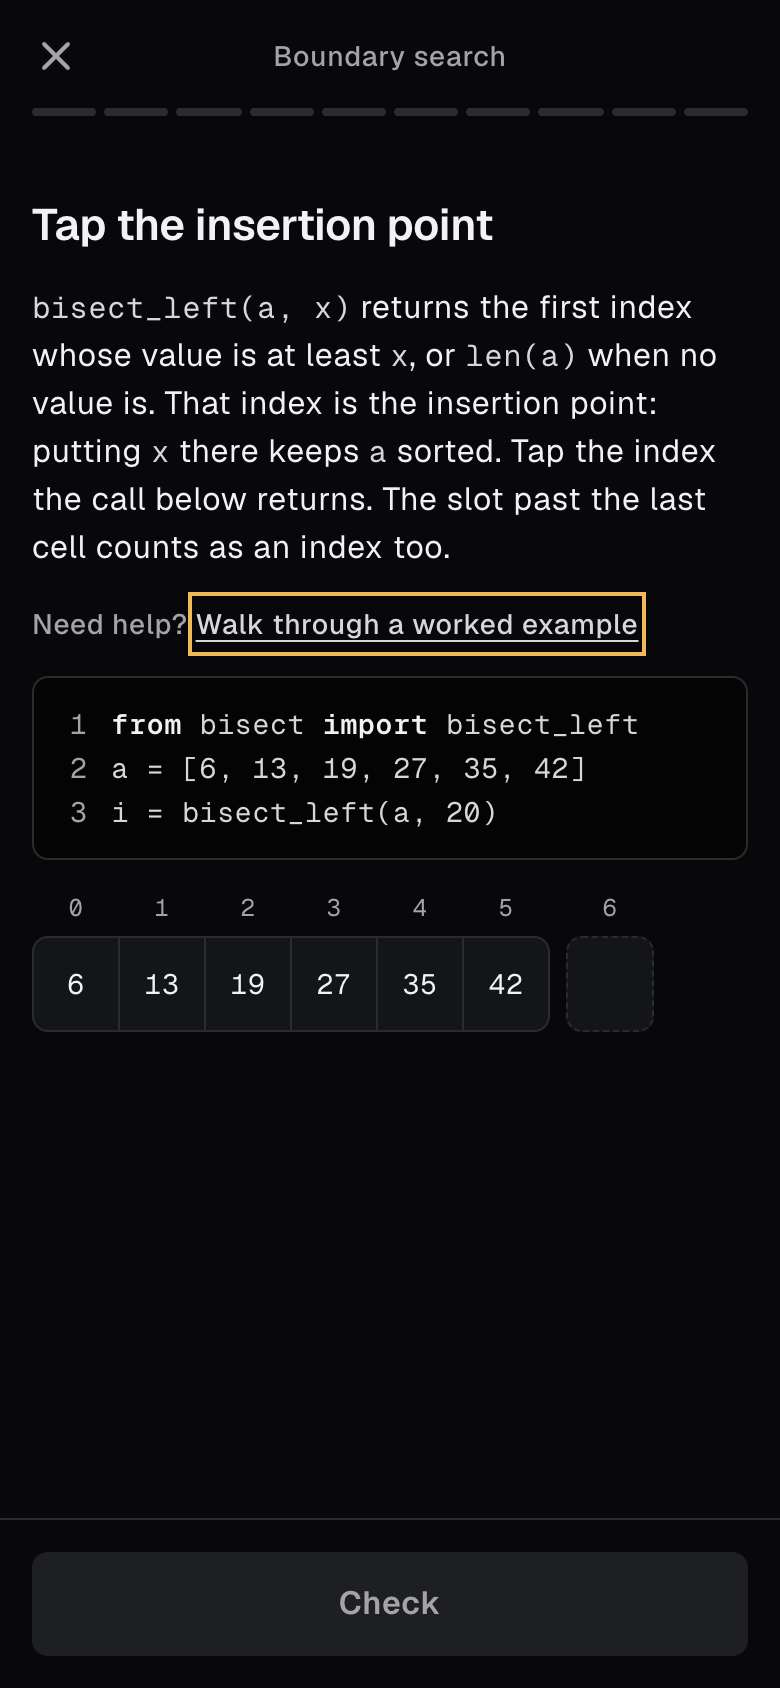 Boundary search
Tap the insertion point
bisect_left(a, x) returns the first index
whose value is at least x, or len(a) when no
value is. That index is the insertion point:
putting x there keeps a sorted. Tap the index
the call below returns. The slot past the last
cell counts as an index too.
Need help? Walk through a worked example
1 from bisect import bisect_left
2 a = [6, 13, 19, 27, 35, 42]
3 i = bisect_left(a, 20)
0 1 2 3 4 5 6
6 13 19 27 35 42
Check